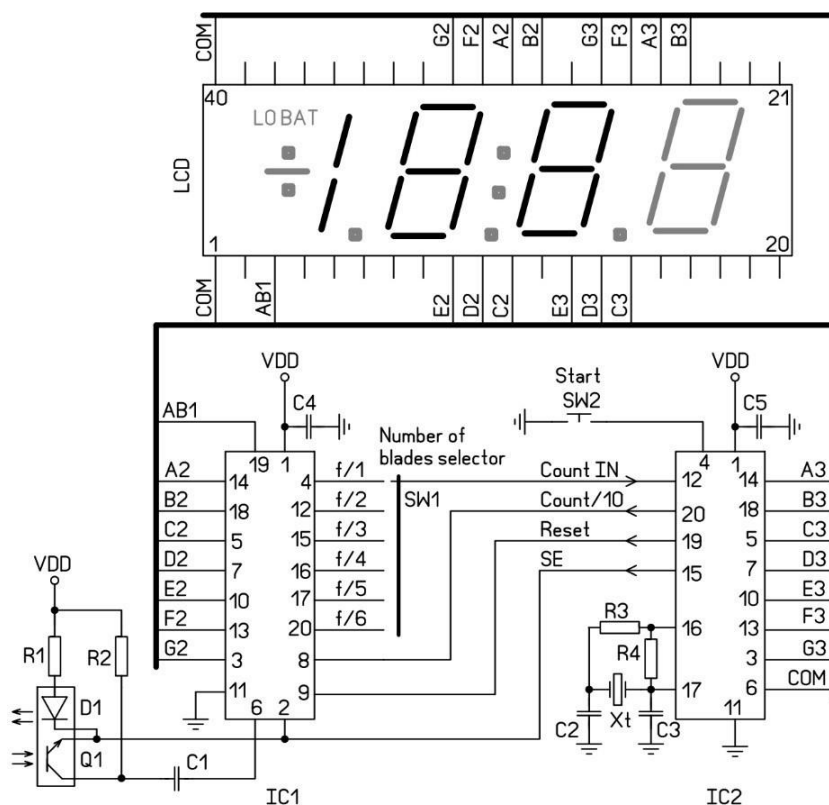 COM
G2
F2
A2
B2
G3
F3
A3
B3
40
21
LOBAT
LCD
1
20
COM
AB1
E2
D2
C2
E3
D3
C3
VDD
VDD
Start
SW2
C4
C5
AB1
Number of
blades selector
19
1
4
1
A2
14
4
f/1
SW1
Count IN
12
14
A3
B2
18
12
f/2
Count/10
20
18
B3
C2
5
15
f/3
Reset
19
5
C3
D2
7
16
f/4
SE
15
7
D3
VDD
E2
10
17
f/5
10
E3
F2
13
20
f/6
R3
16
13
F3
R1
R2
G2
3
8
R4
3
G3
11
9
17
6
COM
D1
6
2
C2
Xt
C3
11
Q1
C1
IC1
IC2